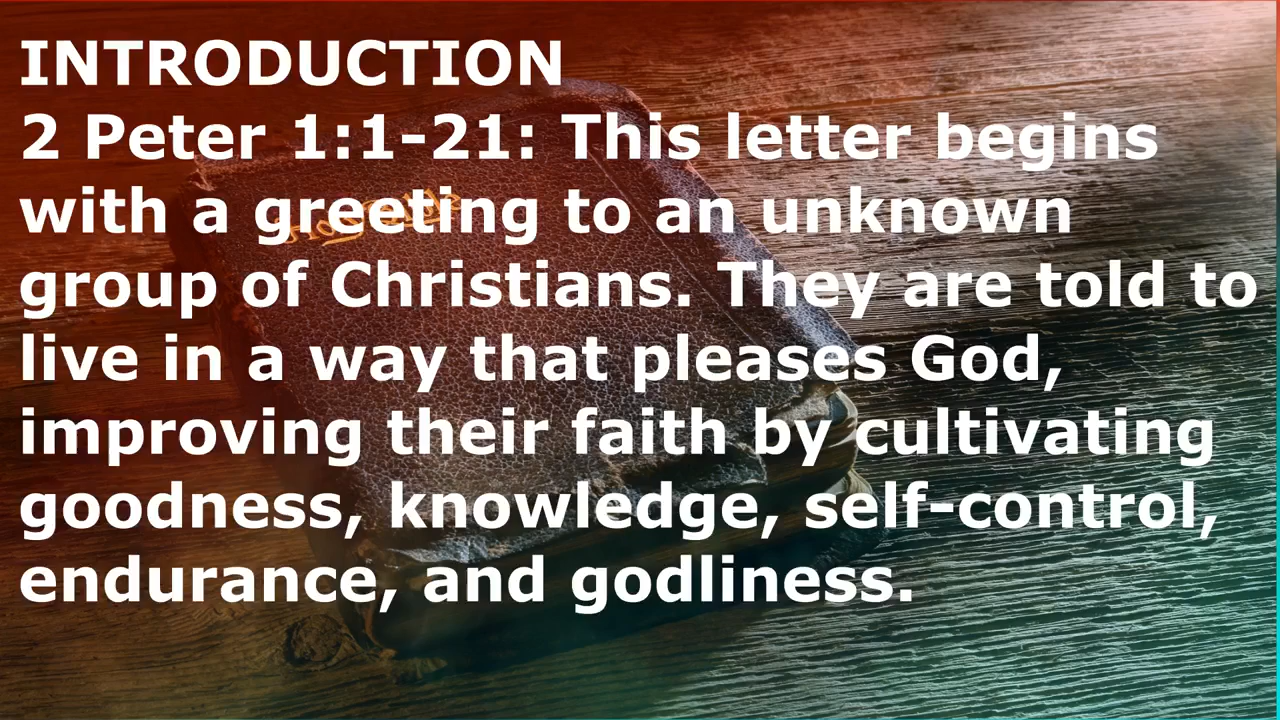 INTRODUCTION
2 Peter 1:1-21: This letter begins
with a greeting to an unknown
group of Christians. They are told to
live in a way that pleases God,
improving their faith by cultivating
goodness, knowledge, self-control,
endurance, and godliness.